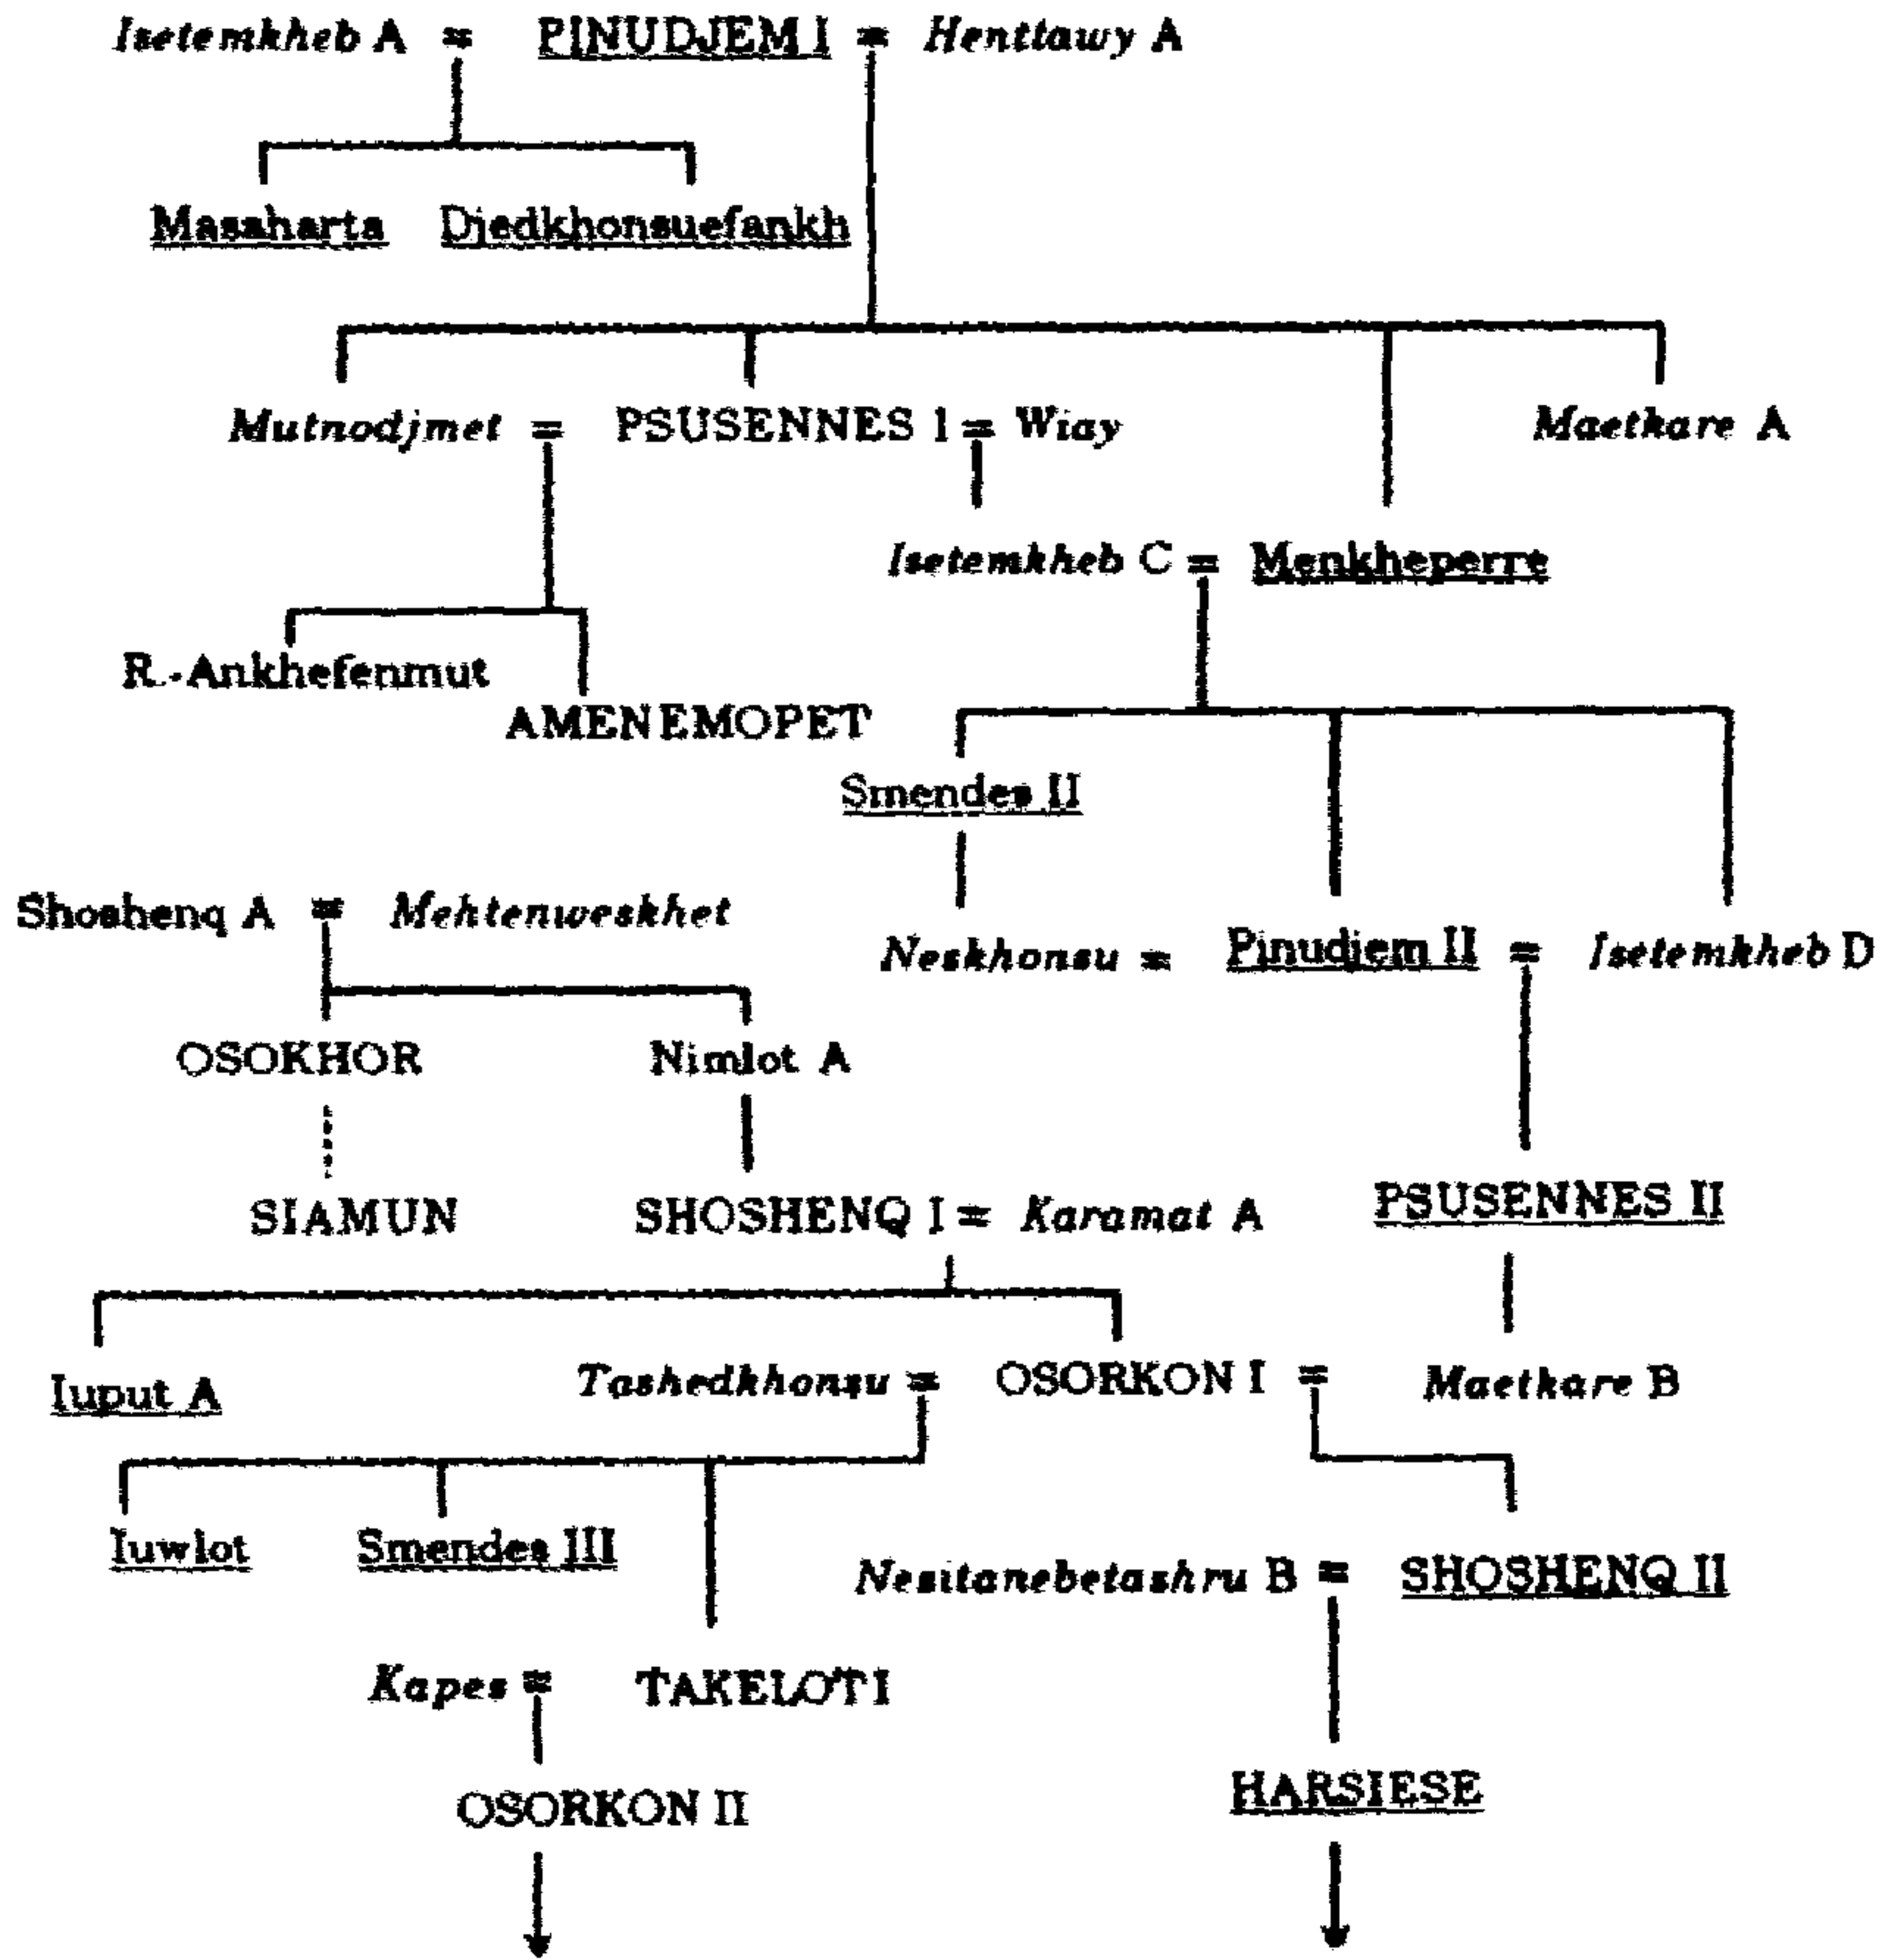 Isetemkheb A = PINUDJEM I = Henttawy A
Masaharta Djedkhonsuefankh
Mutnodjmet = PSUSENNES I = Wiay Maetkare A
Isetemkheb C = Menkheperre
R.-Ankhefenmut
AMENEMOPET
Smendes II
Shoshenq A = Mehtenweskhet
Neskhonsu = Pinudjem II = Isetemkheb D
OSOKHOR Nimlot A
SIAMUN SHOSHENQ I = Karamat A PSUSENNES II
Iuput A Tashedkhonsu = OSORKON I = Maetkare B
Iuwlot Smendes III
Nesitanebetashru B = SHOSHENQ II
Kapes = TAKELOT I
OSORKON II HARSIESE